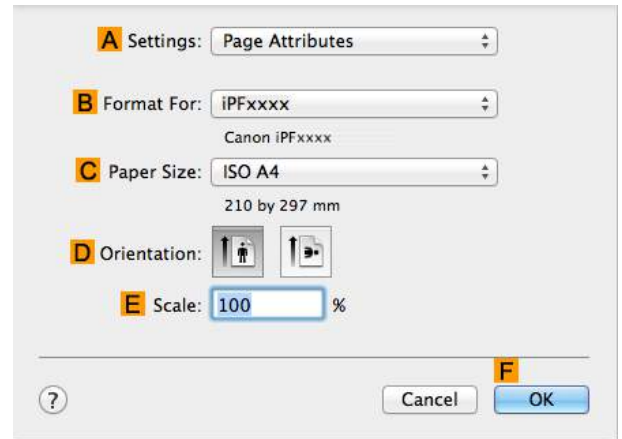 A Settings: Page Attributes
B Format For: iPFxxxx
Canon iPFxxxx
C Paper Size: ISO A4
210 by 297 mm
D Orientation:
E Scale: 100 %
F
? Cancel OK